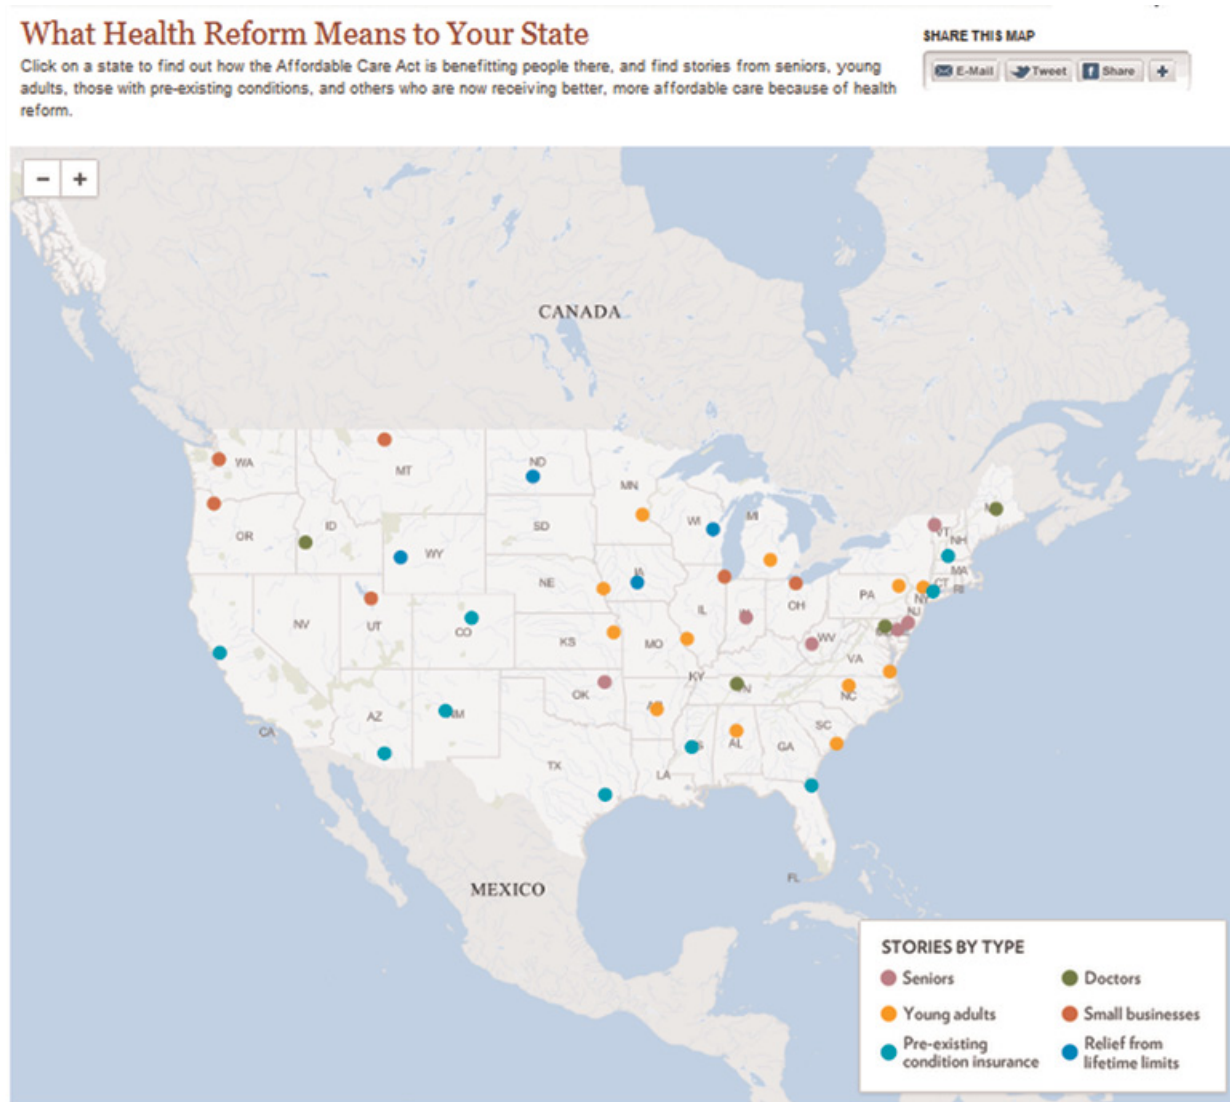 What Health Reform Means to Your State
Click on a state to find out how the Affordable Care Act is benefitting people there, and find stories from seniors, young
adults, those with pre-existing conditions, and others who are now receiving better, more affordable care because of health
reform.
SHARE THIS MAP
E-Mail
Tweet
Share
+
− +
CANADA
WA
MT
ND
MN
OR
ID
SD
WI
MI
VT
NH
WY
MA
CT
RI
NE
IA
PA
NY
NJ
NV
UT
CO
KS
MO
IL
OH
WV
VA
KY
OK
NC
CA
AZ
SC
AL
GA
TX
LA
FL
MEXICO
STORIES BY TYPE
Seniors
Doctors
Young adults
Small businesses
Pre-existing
condition insurance
Relief from
lifetime limits